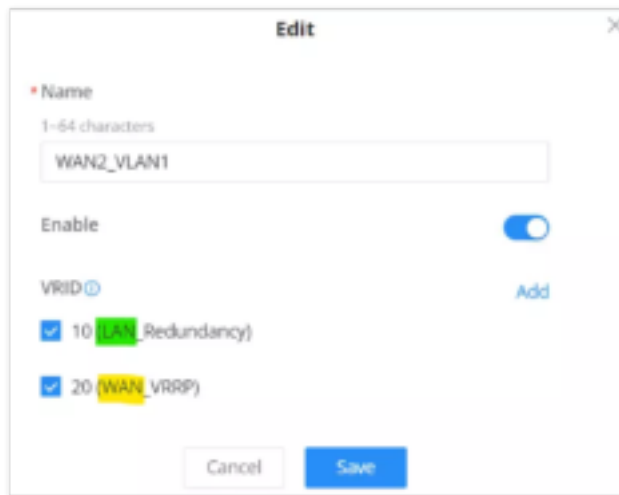 Edit
* Name
1~64 characters
WAN2_VLAN1
Enable
VRID
Add
10 (LAN_Redundancy)
20 (WAN_VRRP)
Cancel
Save